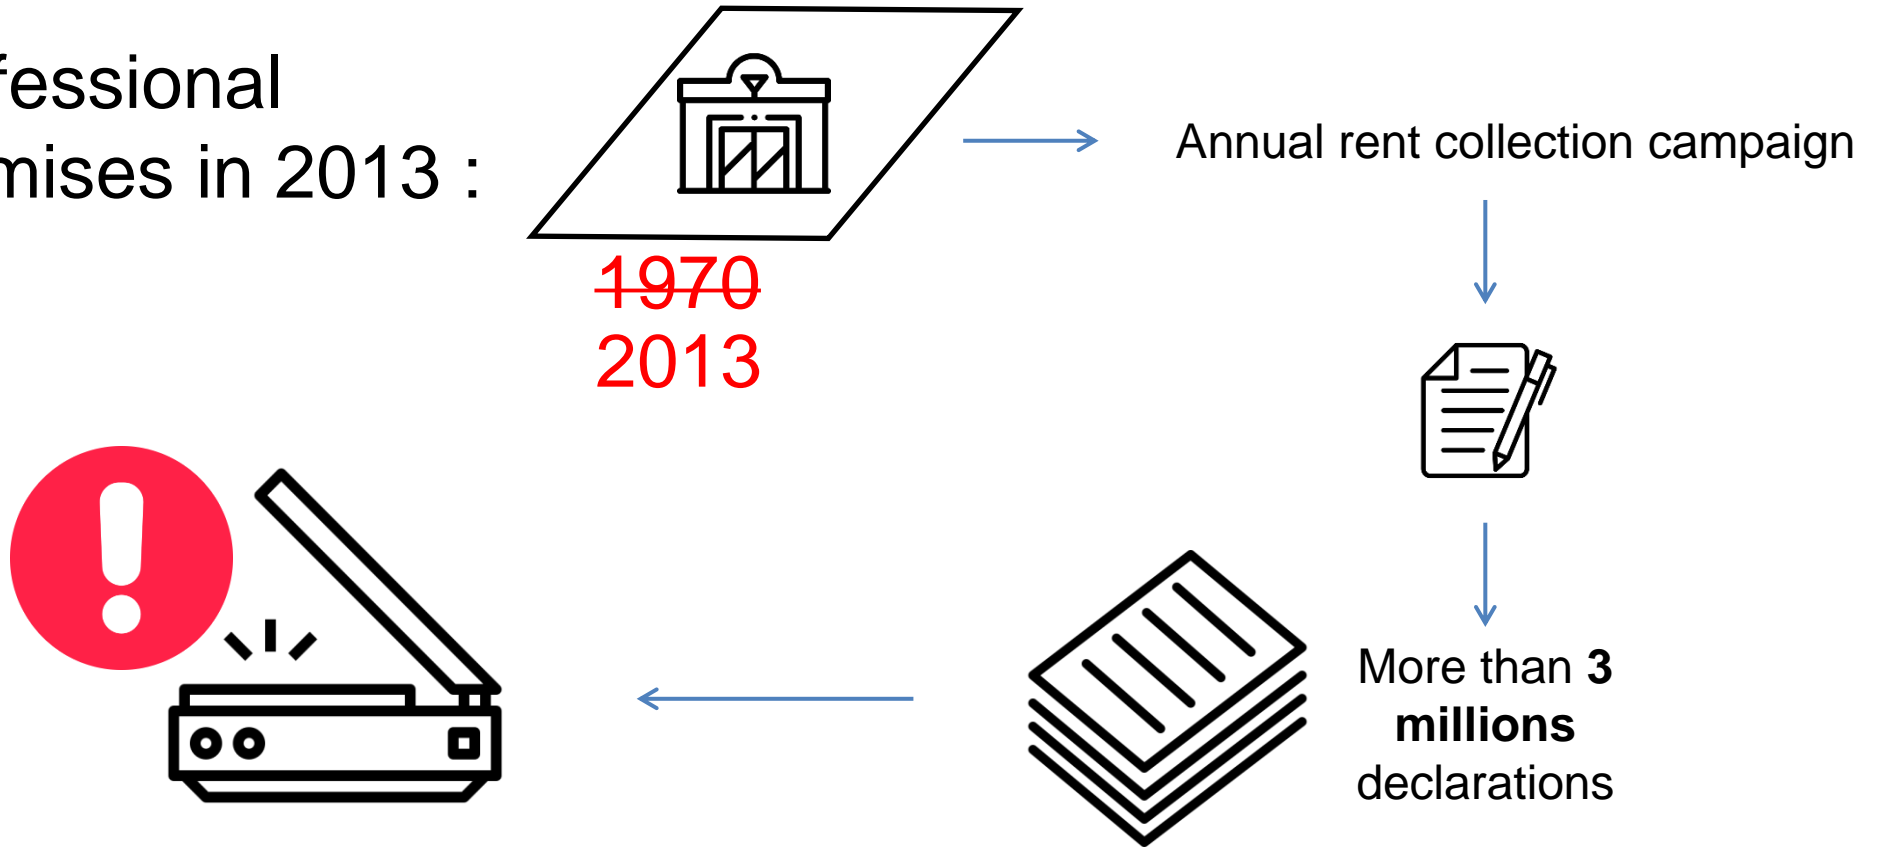 fessional
mises in 2013 :
Annual rent collection campaign
1970
2013
More than 3
millions
declarations